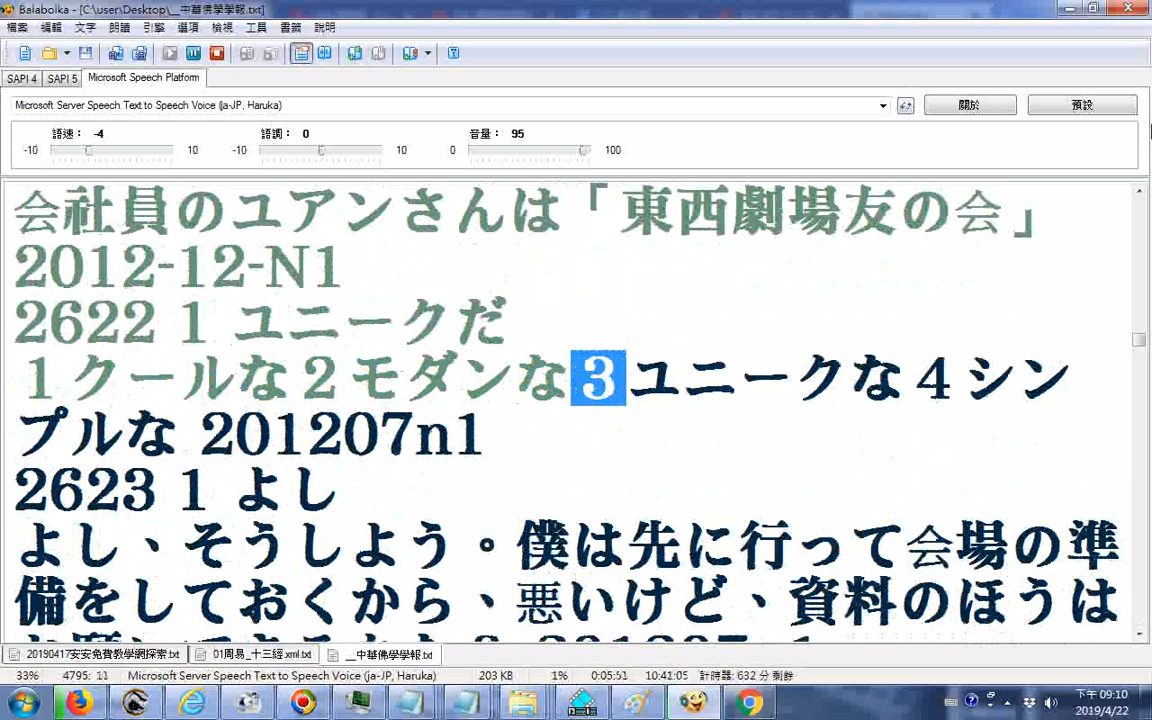 Balabolka - [C:\user\Desktop\__中華佛學學報.txt]
檔案 編輯 文字 朗讀 引擎 選項 檢視 工具 書籤 說明
SAPI 4 SAPI 5 Microsoft Speech Platform
Microsoft Server Speech Text to Speech Voice (ja-JP, Haruka) 關於 預設
語速： -4 語調： 0 音量： 95
-10 10 -10 10 0 100
会社員のユアンさんは「東西劇場友の会」
2012-12-N1
2622 1 ユニークだ
1クールな2モダンな3ユニークな4シン
プルな 201207n1
2623 1 よし
よし、そうしよう。僕は先に行って会場の準
備をしておくから、悪いけど、資料のほうは
20190417安安免費教學網探索.txt 01周易_十三經.xml.txt __中華佛學學報.txt
33% 4795: 11 Microsoft Server Speech Text to Speech Voice (ja-JP, Haruka) 203 KB 1% 0:05:51 10:41:05 計時器: 632 分 剩餘
下午 09:10
2019/4/22